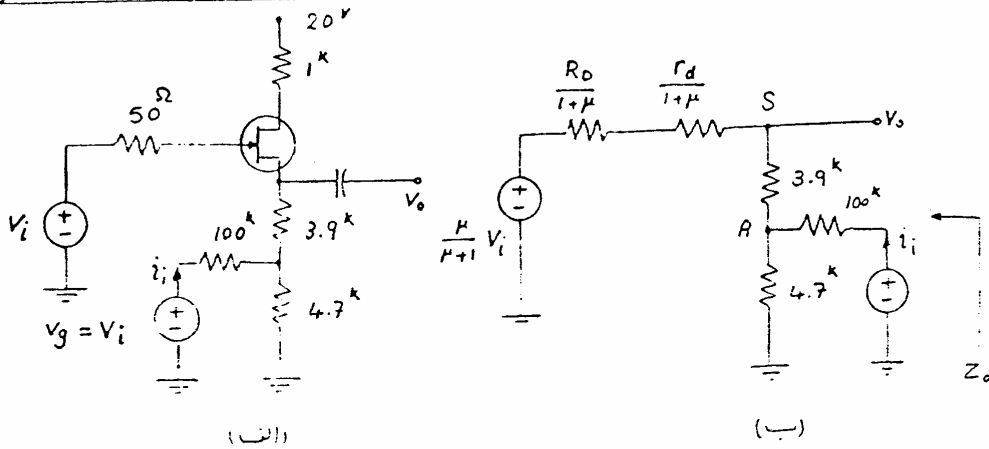 20v
1k
50Ω
Vi
100k
3.9k
Vo
ii
4.7k
vg = Vi
(الف)
RD
1+μ
rd
1+μ
S
Vo
3.9k
100k
A
ii
μ
μ+1
Vi
4.7k
Zo
(ب)